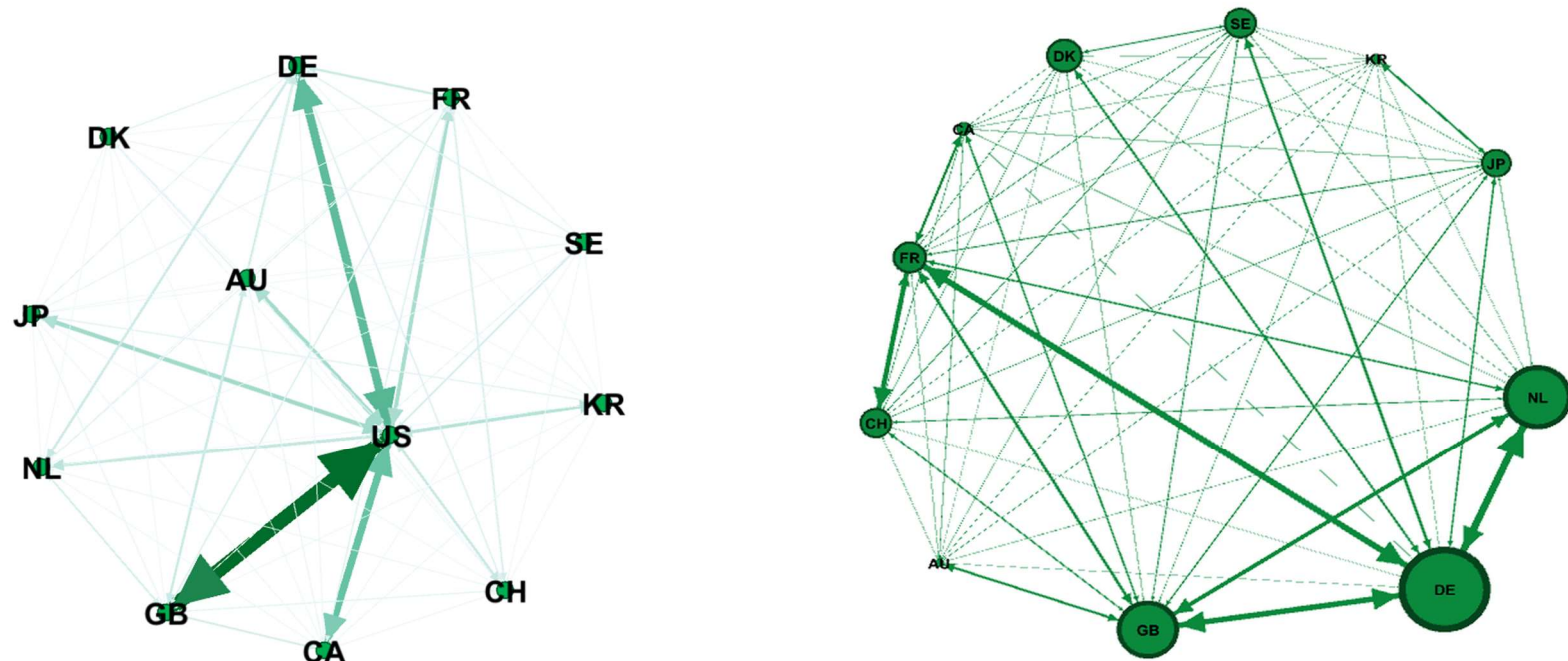 DE
FR
DK
SE
AU
JP
KR
US
NL
CH
GB
CA
SE
DK
KR
CA
JP
FR
NL
CH
AU
DE
GB